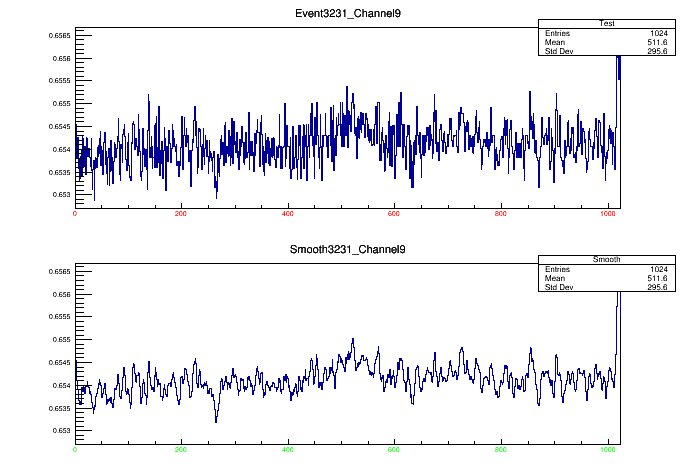 Event3231_Channel9
Test
Entries 1024
Mean 511.6
Std Dev 295.6
0.6565
0.656
0.6555
0.655
0.6545
0.654
0.6535
0.653
0 200 400 600 800 1000
Smooth3231_Channel9
Smooth
Entries 1024
Mean 511.6
Std Dev 295.6
0.6565
0.656
0.655
0.655
0.6545
0.654
0.6535
0.653
0 200 400 600 800 1000